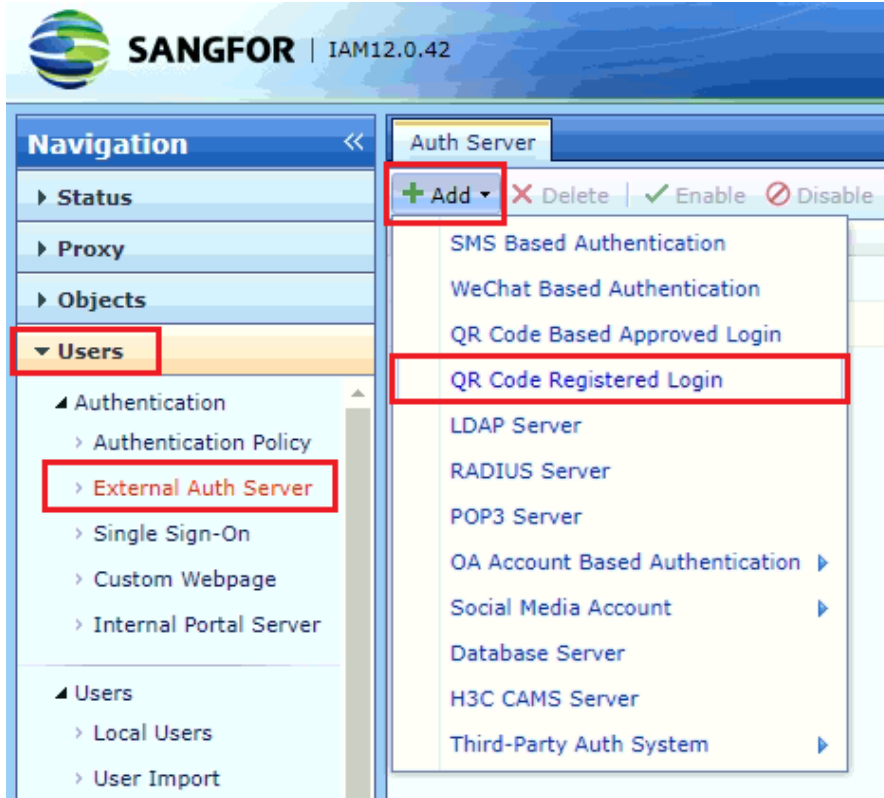 SANGFOR | IAM12.0.42
Navigation
Status
Proxy
Objects
Users
Authentication
Authentication Policy
External Auth Server
Single Sign-On
Custom Webpage
Internal Portal Server
Users
Local Users
User Import
Auth Server
Add Delete Enable Disable
SMS Based Authentication
WeChat Based Authentication
QR Code Based Approved Login
QR Code Registered Login
LDAP Server
RADIUS Server
POP3 Server
OA Account Based Authentication
Social Media Account
Database Server
H3C CAMS Server
Third-Party Auth System